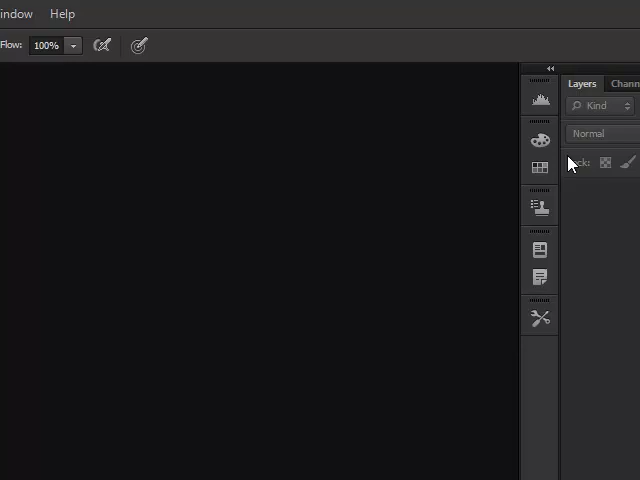 indow Help
Flow: 100%
Layers Chann
Kind
Normal
ck: